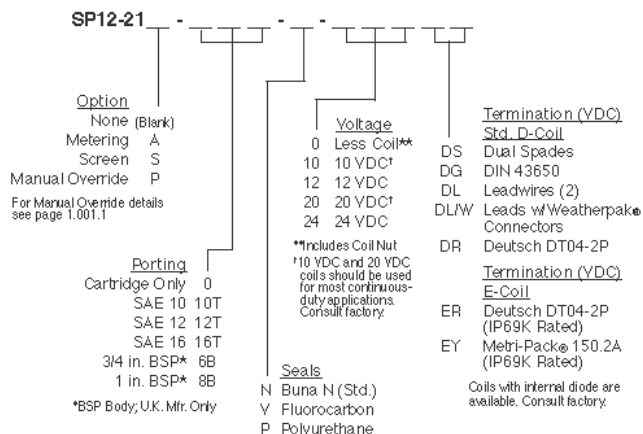 SP12-21__ - ____ - __ - ____ __
Option
None (Blank)
Metering A
Screen S
Manual Override P
For Manual Override details
see page 1.001.1
Porting
Cartridge Only 0
SAE 10 10T
SAE 12 12T
SAE 16 16T
3/4 in. BSP* 6B
1 in. BSP* 8B
*BSP Body; U.K. Mfr. Only
Seals
N Buna N (Std.)
V Fluorocarbon
P Polyurethane
Voltage
0 Less Coil**
10 10 VDC†
12 12 VDC
20 20 VDC†
24 24 VDC
**Includes Coil Nut
†10 VDC and 20 VDC
coils should be used
for most continuous-
duty applications.
Consult factory.
Termination (VDC)
Std. D-Coil
DS Dual Spades
DG DIN 43650
DL Leadwires (2)
DL/W Leads w/Weatherpak®
Connectors
DR Deutsch DT04-2P
Termination (VDC)
E-Coil
ER Deutsch DT04-2P
(IP69K Rated)
EY Metri-Pack® 150.2A
(IP69K Rated)
Coils with internal diode are
available. Consult factory.